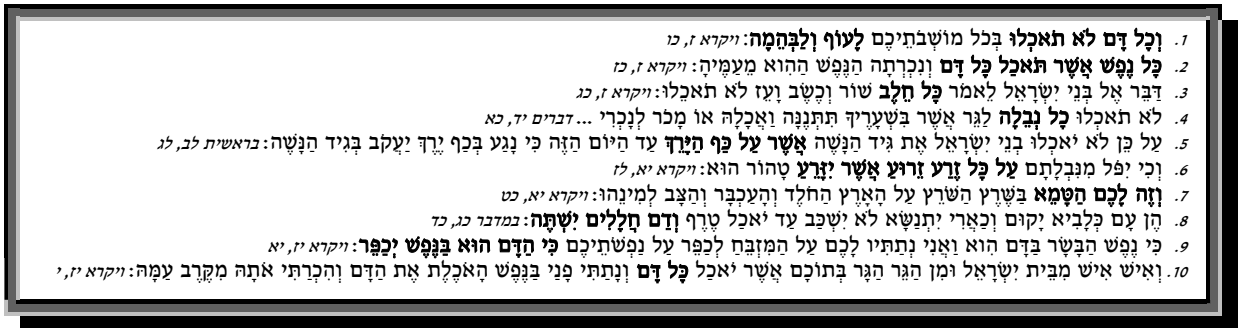 1. וְכָל דָּם לֹא תֹאכְלוּ בְּכֹל מוֹשְׁבֹתֵיכֶם לָעוֹף וְלַבְּהֵמָה: ויקרא ז, כו
2. כָּל נֶפֶשׁ אֲשֶׁר תֹּאכַל כָּל דָּם וְנִכְרְתָה הַנֶּפֶשׁ הַהִוא מֵעַמֶּיהָ: ויקרא ז, כז
3. דַּבֵּר אֶל בְּנֵי יִשְׂרָאֵל לֵאמֹר כָּל חֵלֶב שׁוֹר וְכֶשֶׂב וָעֵז לֹא תֹאכֵלוּ: ויקרא ז, כג
4. לֹא תֹאכְלוּ כָל נְבֵלָה לַגֵּר אֲשֶׁר בִּשְׁעָרֶיךָ תִּתְּנֶנָּה וַאֲכָלָהּ אוֹ מָכֹר לְנָכְרִי ... דברים יד, כא
5. עַל כֵּן לֹא יֹאכְלוּ בְנֵי יִשְׂרָאֵל אֶת גִּיד הַנָּשֶׁה אֲשֶׁר עַל כַּף הַיָּרֵךְ עַד הַיּוֹם הַזֶּה כִּי נָגַע בְּכַף יֶרֶךְ יַעֲקֹב בְּגִיד הַנָּשֶׁה: בראשית לב, לג
6. וְכִי יִפֹּל מִנִּבְלָתָם עַל כָּל זֶרַע זֵרוּעַ אֲשֶׁר יִזָּרֵעַ טָהוֹר הוּא: ויקרא יא, לז
7. וְזֶה לָכֶם הַטָּמֵא בַּשֶּׁרֶץ הַשֹּׁרֵץ עַל הָאָרֶץ הַחֹלֶד וְהָעַכְבָּר וְהַצָּב לְמִינֵהוּ: ויקרא יא, כט
8. הֶן עָם כְּלָבִיא יָקוּם וְכַאֲרִי יִתְנַשָּׂא לֹא יִשְׁכַּב עַד יֹאכַל טֶרֶף וְדַם חֲלָלִים יִשְׁתֶּה: במדבר כג, כד
9. כִּי נֶפֶשׁ הַבָּשָׂר בַּדָּם הִוא וַאֲנִי נְתַתִּיו לָכֶם עַל הַמִּזְבֵּחַ לְכַפֵּר עַל נַפְשֹׁתֵיכֶם כִּי הַדָּם הוּא בַּנֶּפֶשׁ יְכַפֵּר: ויקרא יז, יא
10. וְאִישׁ אִישׁ מִבֵּית יִשְׂרָאֵל וּמִן הַגֵּר הַגָּר בְּתוֹכָם אֲשֶׁר יֹאכַל כָּל דָּם וְנָתַתִּי פָנַי בַּנֶּפֶשׁ הָאֹכֶלֶת אֶת הַדָּם וְהִכְרַתִּי אֹתָהּ מִקֶּרֶב עַמָּהּ: ויקרא יז, י